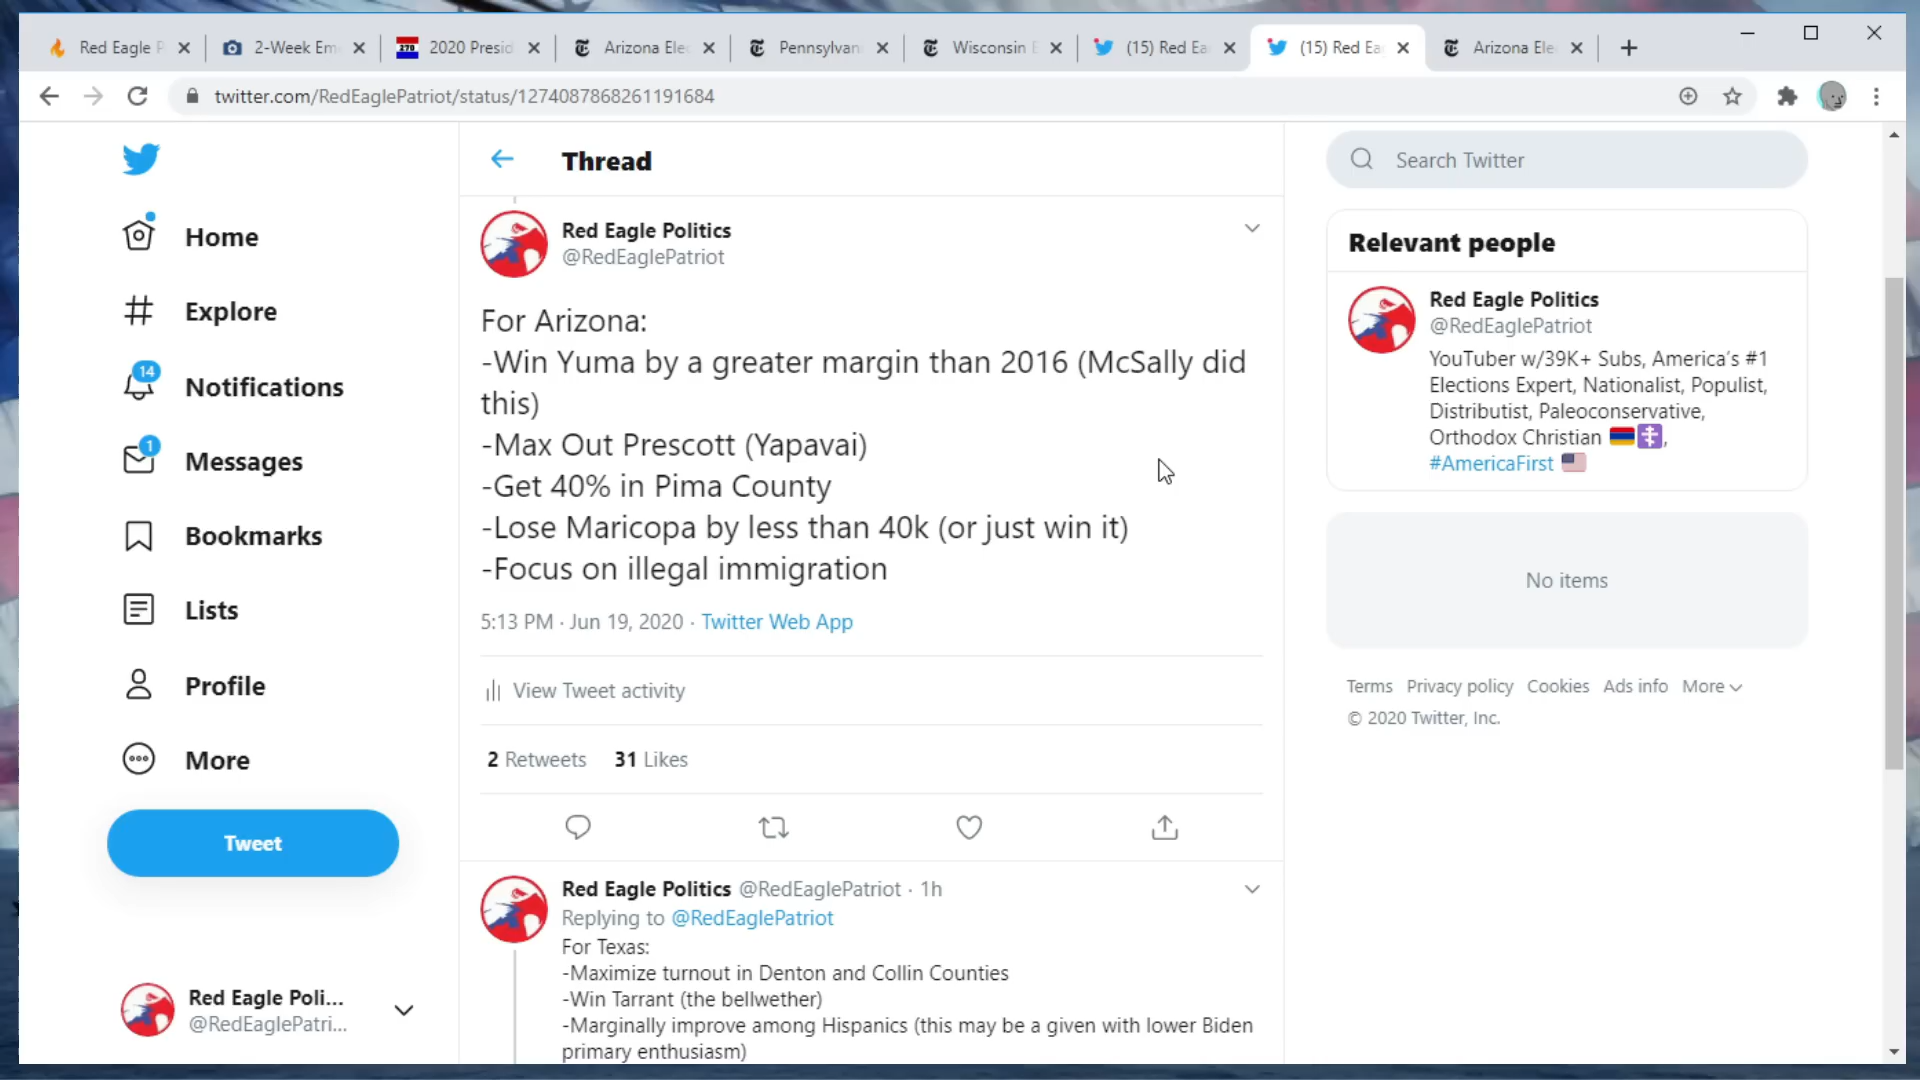 Red Eagle P
2-Week Em
2020 Presid
Arizona Ele
Pennsylvan
Wisconsin E
(15) Red Ea
(15) Red Ea
Arizona Ele
twitter.com/RedEaglePatriot/status/1274087868261191684
Home
Explore
14
Notifications
1
Messages
Bookmarks
Lists
Profile
More
Tweet
Red Eagle Poli...
@RedEaglePatri...
Thread
Red Eagle Politics
@RedEaglePatriot
For Arizona:
-Win Yuma by a greater margin than 2016 (McSally did
this)
-Max Out Prescott (Yapavai)
-Get 40% in Pima County
-Lose Maricopa by less than 40k (or just win it)
-Focus on illegal immigration
5:13 PM · Jun 19, 2020 · Twitter Web App
View Tweet activity
2 Retweets 31 Likes
Red Eagle Politics @RedEaglePatriot · 1h
Replying to @RedEaglePatriot
For Texas:
-Maximize turnout in Denton and Collin Counties
-Win Tarrant (the bellwether)
-Marginally improve among Hispanics (this may be a given with lower Biden
primary enthusiasm)
Search Twitter
Relevant people
Red Eagle Politics
@RedEaglePatriot
YouTuber w/39K+ Subs, America's #1
Elections Expert, Nationalist, Populist,
Distributist, Paleoconservative,
Orthodox Christian 🇦🇲☦️,
#AmericaFirst 🇺🇸
No items
Terms Privacy policy Cookies Ads info More
© 2020 Twitter, Inc.